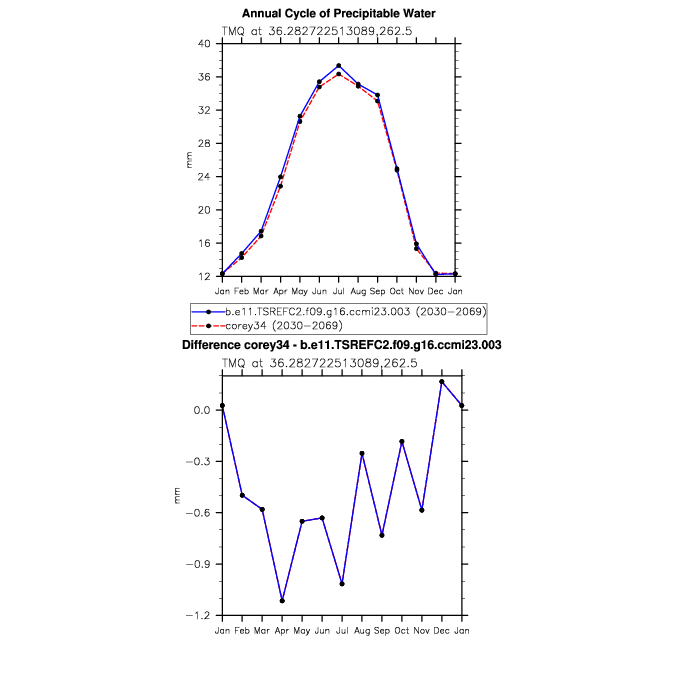 Annual Cycle of Precipitable Water
TMQ at 36.282722513089,262.5
40
36
32
28
24
20
16
12
mm
Jan Feb Mar Apr May Jun Jul Aug Sep Oct Nov Dec Jan
b.e11.TSREFC2.f09.g16.ccmi23.003 (2030-2069)
corey34 (2030-2069)
Difference corey34 - b.e11.TSREFC2.f09.g16.ccmi23.003
TMQ at 36.282722513089,262.5
0.0
-0.3
-0.6
-0.9
-1.2
mm
Jan Feb Mar Apr May Jun Jul Aug Sep Oct Nov Dec Jan